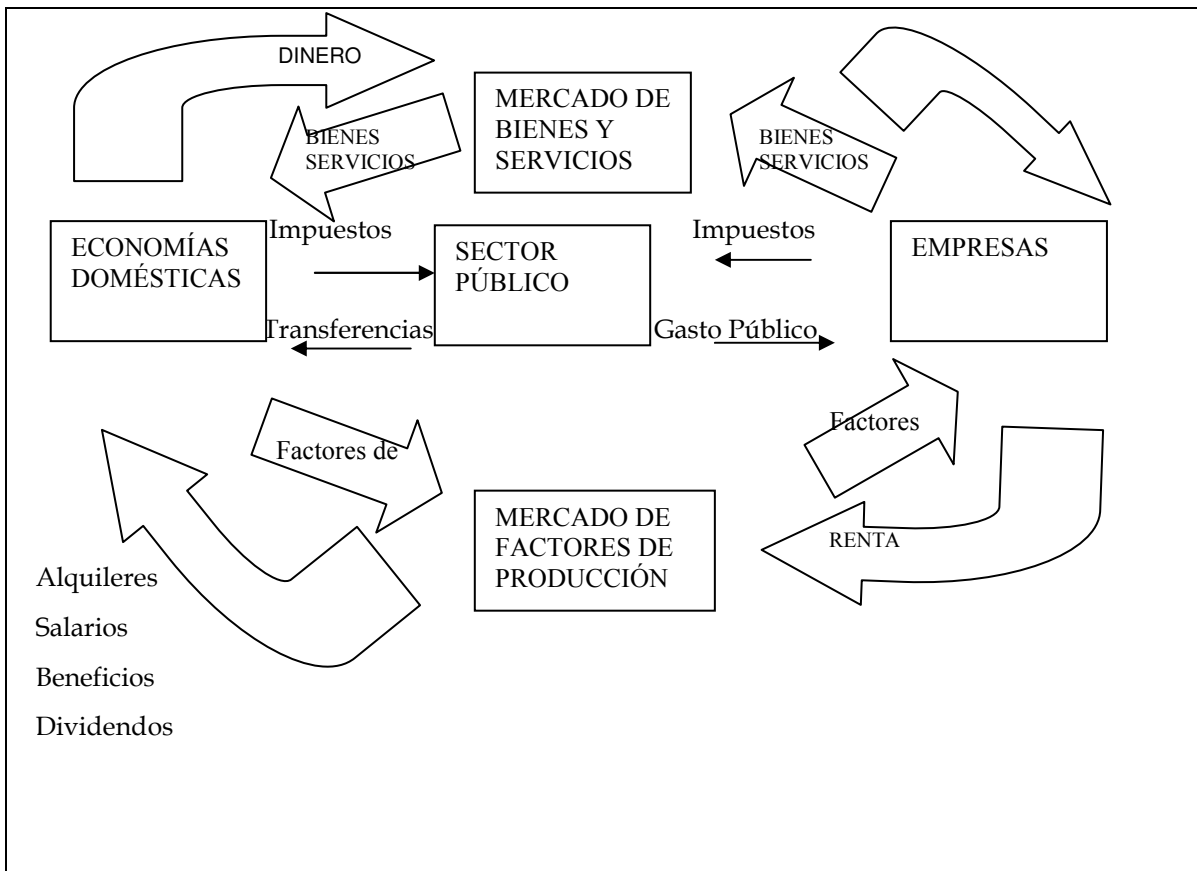 DINERO
MERCADO DE
BIENES Y
SERVICIOS
BIENES
SERVICIOS
BIENES
SERVICIOS
ECONOMÍAS
DOMÉSTICAS
Impuestos
SECTOR
PÚBLICO
Impuestos
EMPRESAS
Transferencias
Gasto Público
Factores de
Factores
MERCADO DE
FACTORES DE
PRODUCCIÓN
RENTA
Alquileres
Salarios
Beneficios
Dividendos